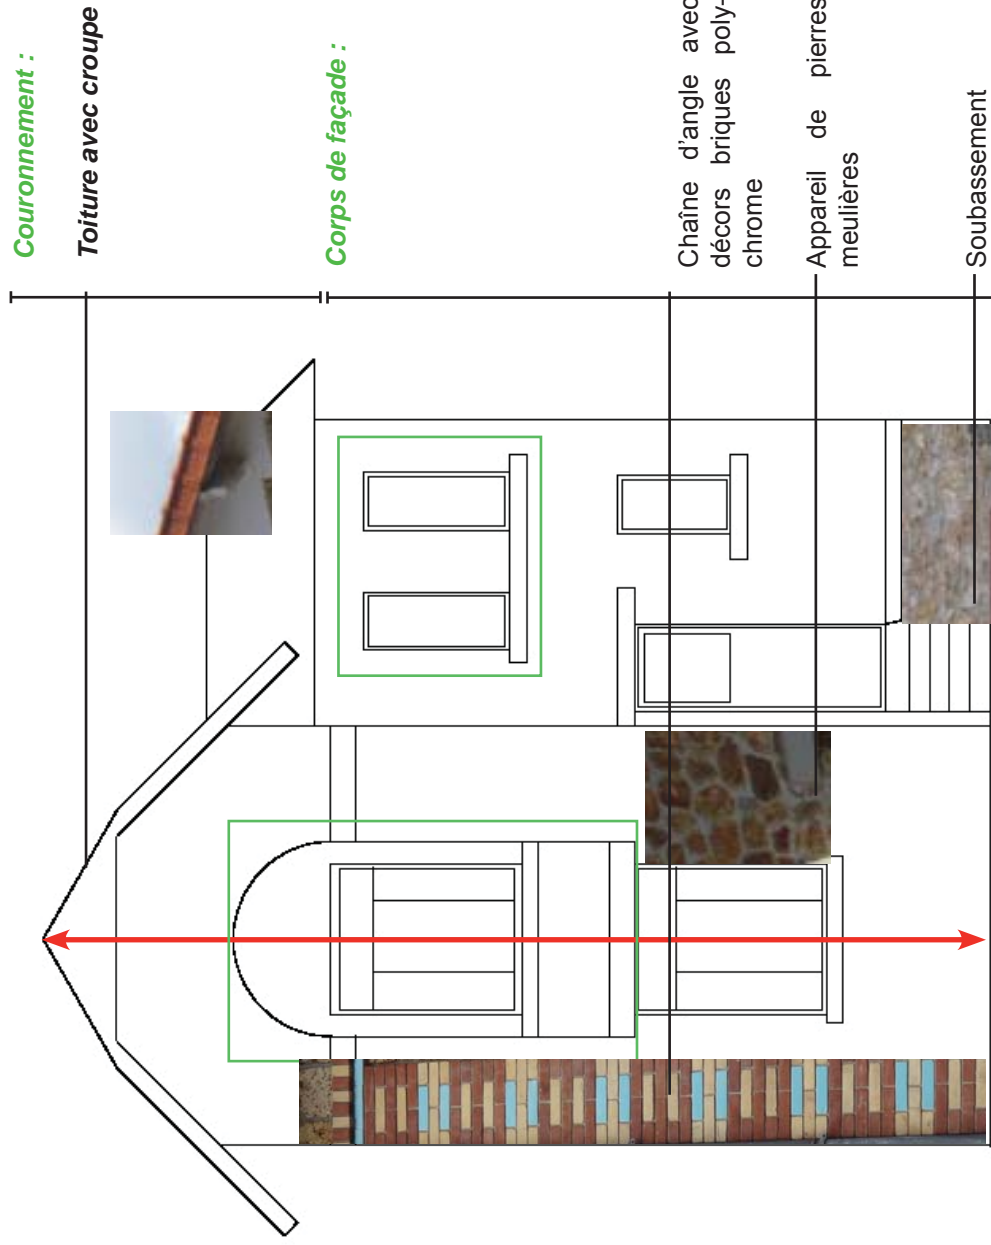 Couronnement :
Toiture avec croupe
Corps de façade :
Chaîne d'angle avec
décors briques poly-
chrome
Appareil de pierres
meulières
Soubassement